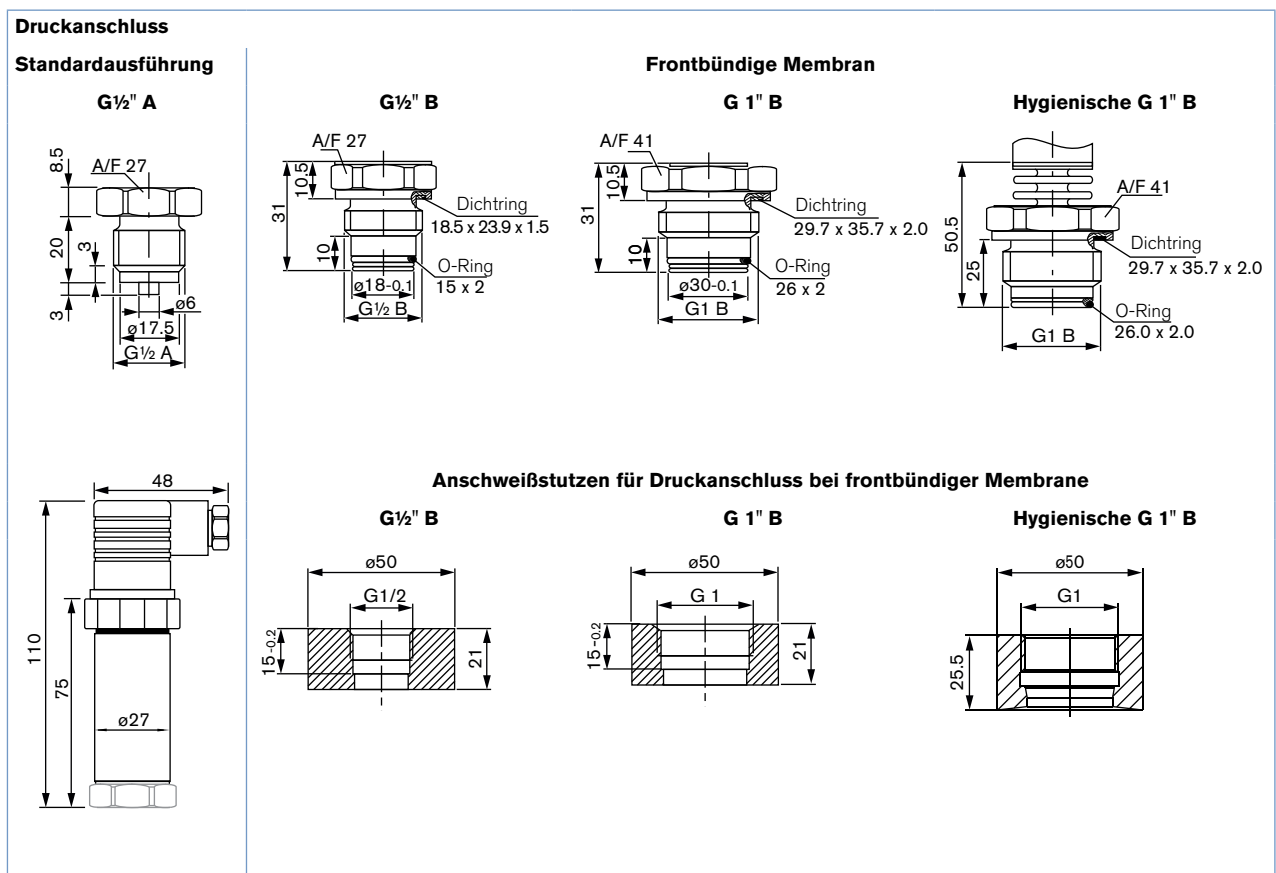 Druckanschluss
Standardausführung
Frontbündige Membran
G½" A
G½" B
G 1" B
Hygienische G 1" B
A/F 27
8.5
20
3
3
ø6
ø17.5
G½ A
A/F 27
10.5
31
10
Dichtring
18.5 x 23.9 x 1.5
O-Ring
15 x 2
ø18-0.1
G½ B
A/F 41
10.5
31
10
Dichtring
29.7 x 35.7 x 2.0
O-Ring
26 x 2
ø30-0.1
G1 B
A/F 41
50.5
25
Dichtring
29.7 x 35.7 x 2.0
O-Ring
26.0 x 2.0
G1 B
48
110
75
ø27
Anschweißstutzen für Druckanschluss bei frontbündiger Membrane
G½" B
G 1" B
Hygienische G 1" B
ø50
G1/2
15-0.2
21
ø50
G 1
15-0.2
21
ø50
G1
25.5